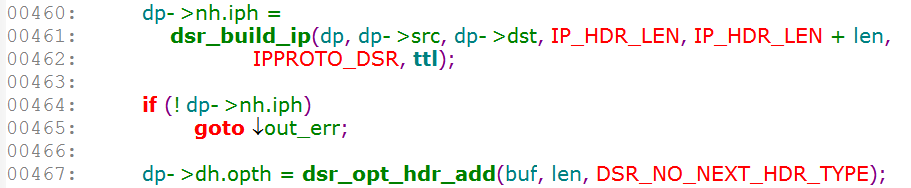 00460: dp->nh.iph =
00461: dsr_build_ip(dp, dp->src, dp->dst, IP_HDR_LEN, IP_HDR_LEN + len,
00462: IPPROTO_DSR, ttl);
00463:
00464: if (! dp->nh.iph)
00465: goto ↓out_err;
00466:
00467: dp->dh.opth = dsr_opt_hdr_add(buf, len, DSR_NO_NEXT_HDR_TYPE);